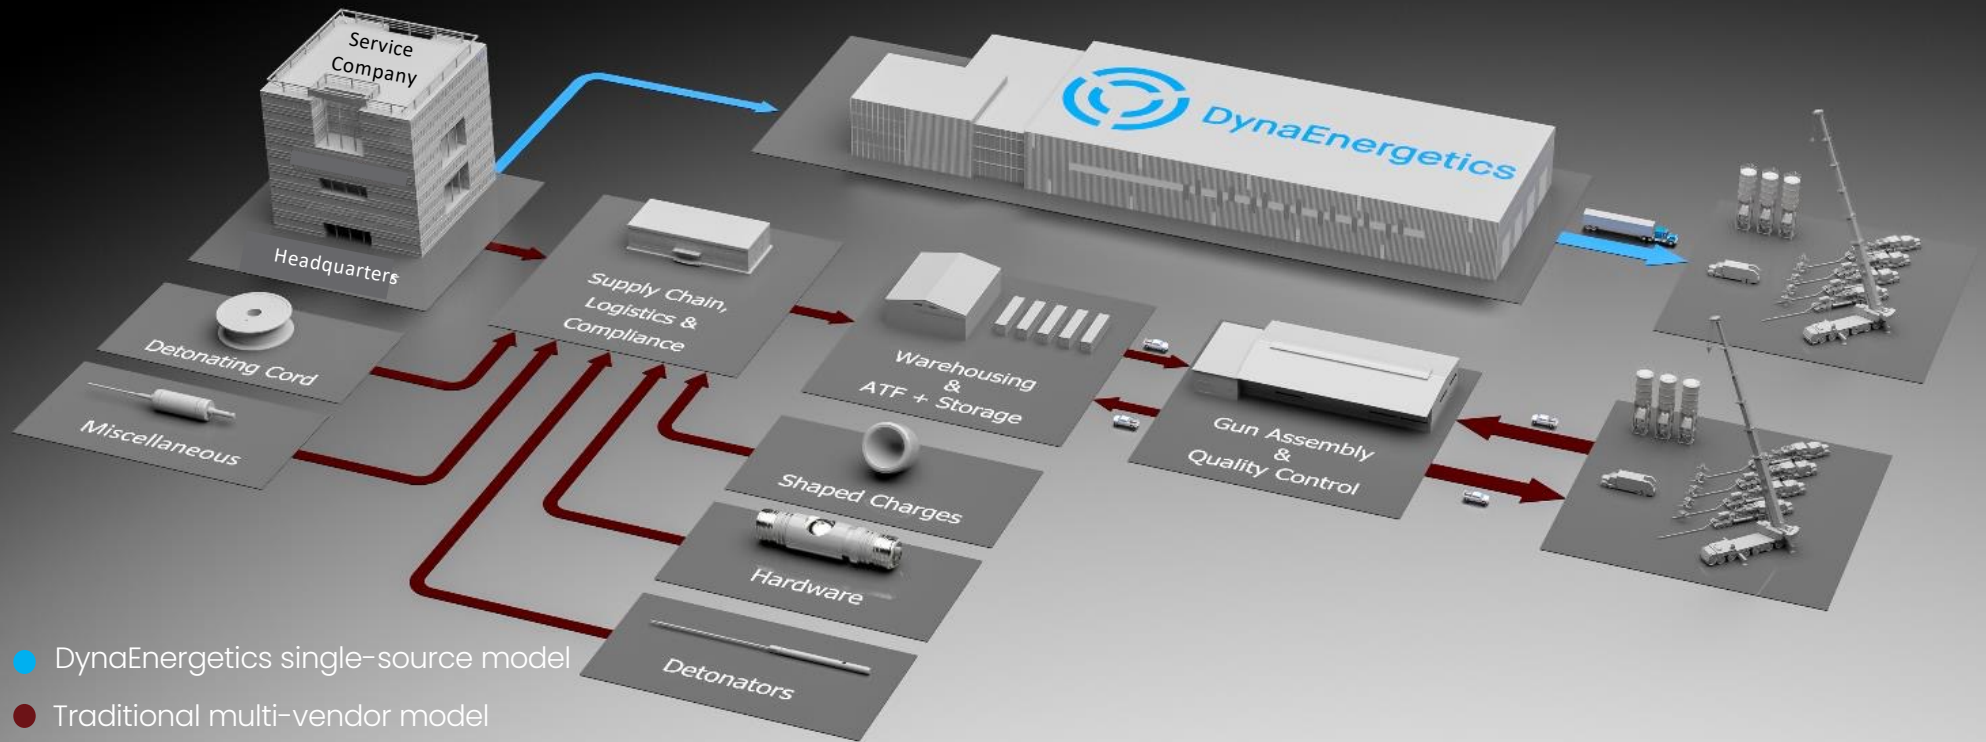 Service
Company
Headquarters
DynaEnergetics
Supply Chain,
Logistics &
Compliance
Detonating Cord
Miscellaneous
Warehousing
&
ATF + Storage
Gun Assembly
&
Quality Control
Shaped Charges
Hardware
Detonators
DynaEnergetics single-source model
Traditional multi-vendor model